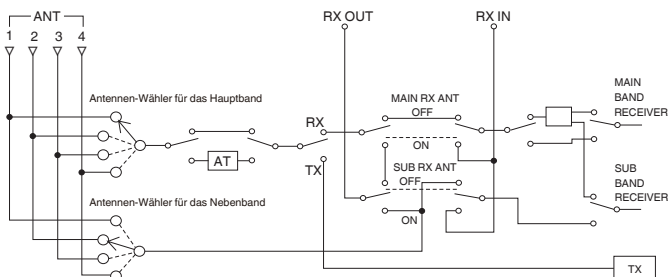 ANT
1 2 3 4
RX OUT
RX IN
Antennen-Wähler für das Hauptband
AT
RX
TX
MAIN RX ANT
OFF
ON
SUB RX ANT
OFF
ON
MAIN
BAND
RECEIVER
SUB
BAND
RECEIVER
Antennen-Wähler für das Nebenband
TX